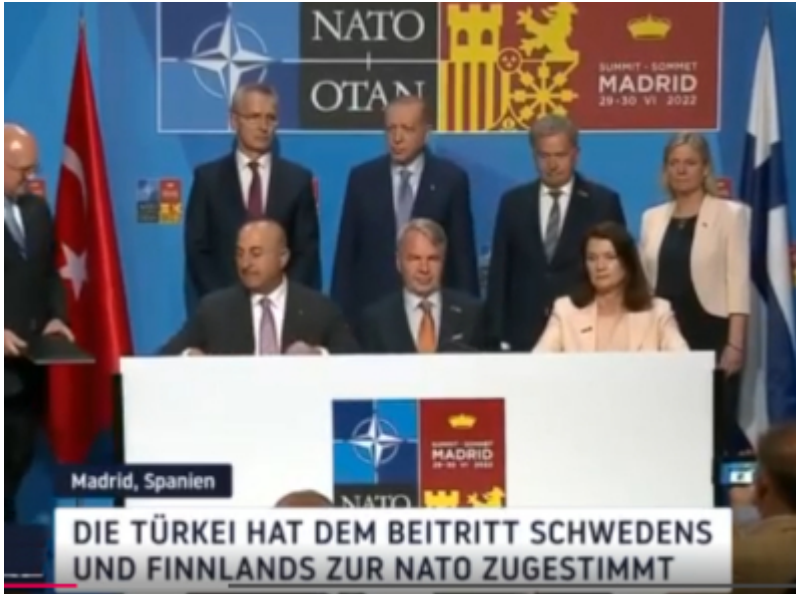 NATO
OTAN
SUMMIT - SOMMET
MADRID
29-30 VI 2022
SUMMIT - SOMMET
MADRID
29-30 VI 2022
NATO
Madrid, Spanien
DIE TÜRKEI HAT DEM BEITRITT SCHWEDENS
UND FINNLANDS ZUR NATO ZUGESTIMMT